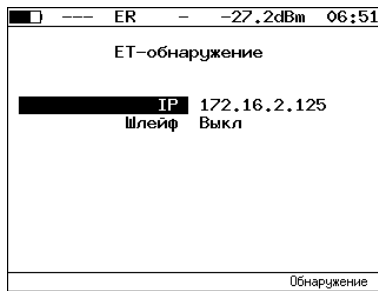 --- ER - -27.2dBm 06:51
ET-обнаружение
IP 172.16.2.125
Шлейф Выкл
Обнаружение